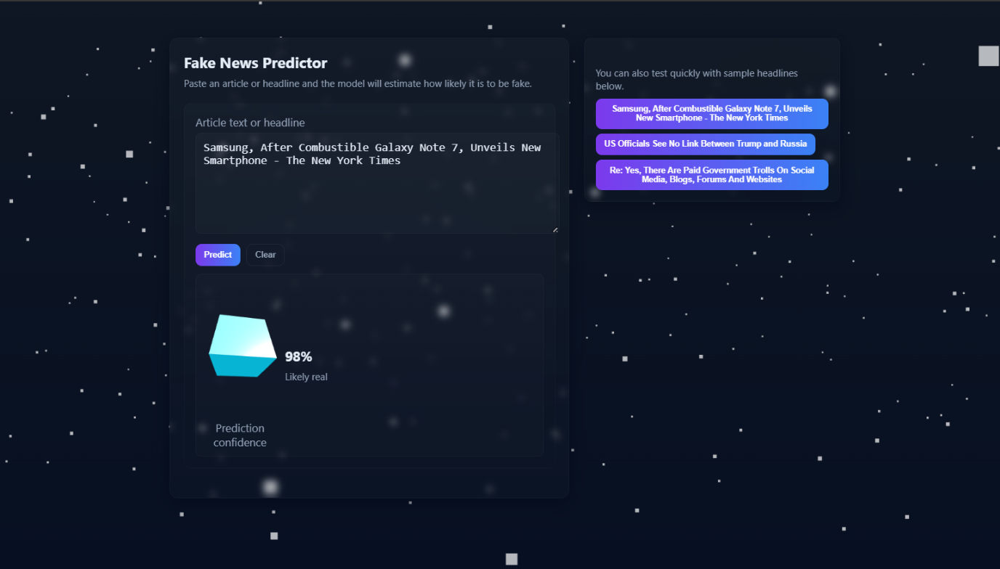 Fake News Predictor
Paste an article or headline and the model will estimate how likely it is to be fake.
Article text or headline
Samsung, After Combustible Galaxy Note 7, Unveils New
Smartphone - The New York Times
Predict
Clear
98%
Likely real
Prediction
confidence
You can also test quickly with sample headlines
below.
Samsung, After Combustible Galaxy Note 7, Unveils
New Smartphone - The New York Times
US Officials See No Link Between Trump and Russia
Re: Yes, There Are Paid Government Trolls On Social
Media, Blogs, Forums And Websites